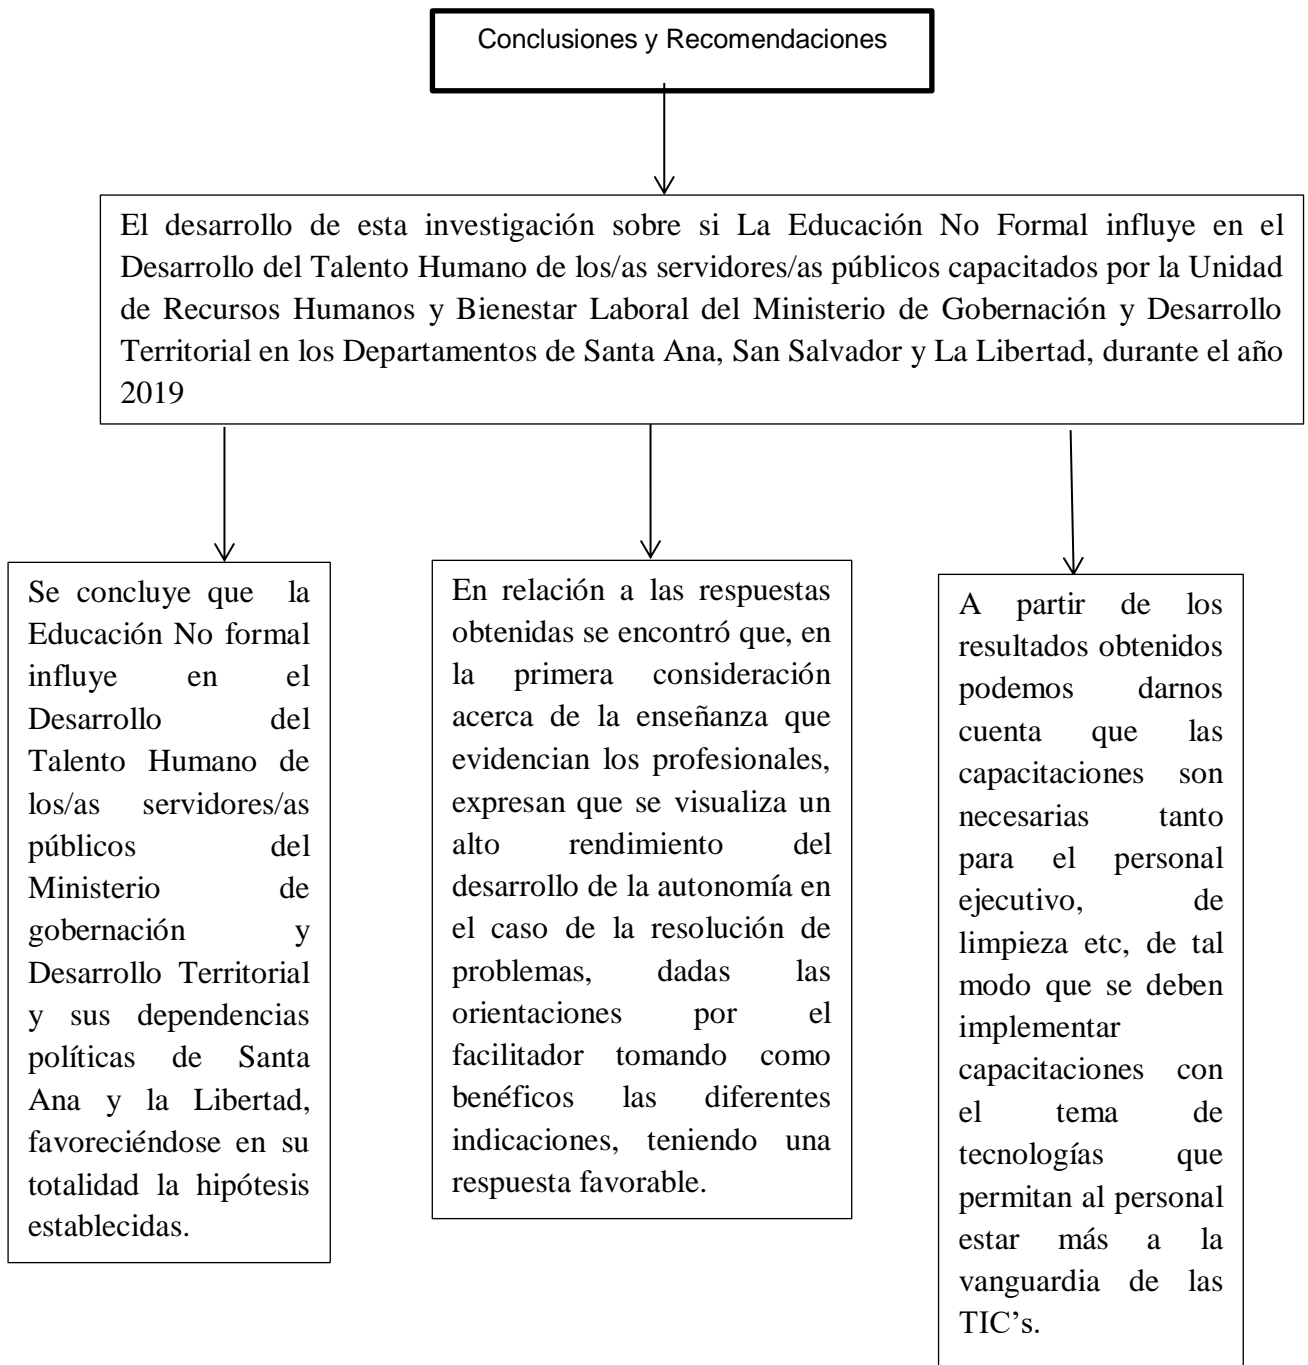 Conclusiones y Recomendaciones
El desarrollo de esta investigación sobre si La Educación No Formal influye en el
Desarrollo del Talento Humano de los/as servidores/as públicos capacitados por la Unidad
de Recursos Humanos y Bienestar Laboral del Ministerio de Gobernación y Desarrollo
Territorial en los Departamentos de Santa Ana, San Salvador y La Libertad, durante el año
2019
Se concluye que la
Educación No formal
influye en el
Desarrollo del
Talento Humano de
los/as servidores/as
públicos del
Ministerio de
gobernación y
Desarrollo Territorial
y sus dependencias
políticas de Santa
Ana y la Libertad,
favoreciéndose en su
totalidad la hipótesis
establecidas.
En relación a las respuestas
obtenidas se encontró que, en
la primera consideración
acerca de la enseñanza que
evidencian los profesionales,
expresan que se visualiza un
alto rendimiento del
desarrollo de la autonomía en
el caso de la resolución de
problemas, dadas las
orientaciones por el
facilitador tomando como
benéficos las diferentes
indicaciones, teniendo una
respuesta favorable.
A partir de los
resultados obtenidos
podemos darnos
cuenta que las
capacitaciones son
necesarias tanto
para el personal
ejecutivo, de
limpieza etc, de tal
modo que se deben
implementar
capacitaciones con
el tema de
tecnologías que
permitan al personal
estar más a la
vanguardia de las
TIC’s.